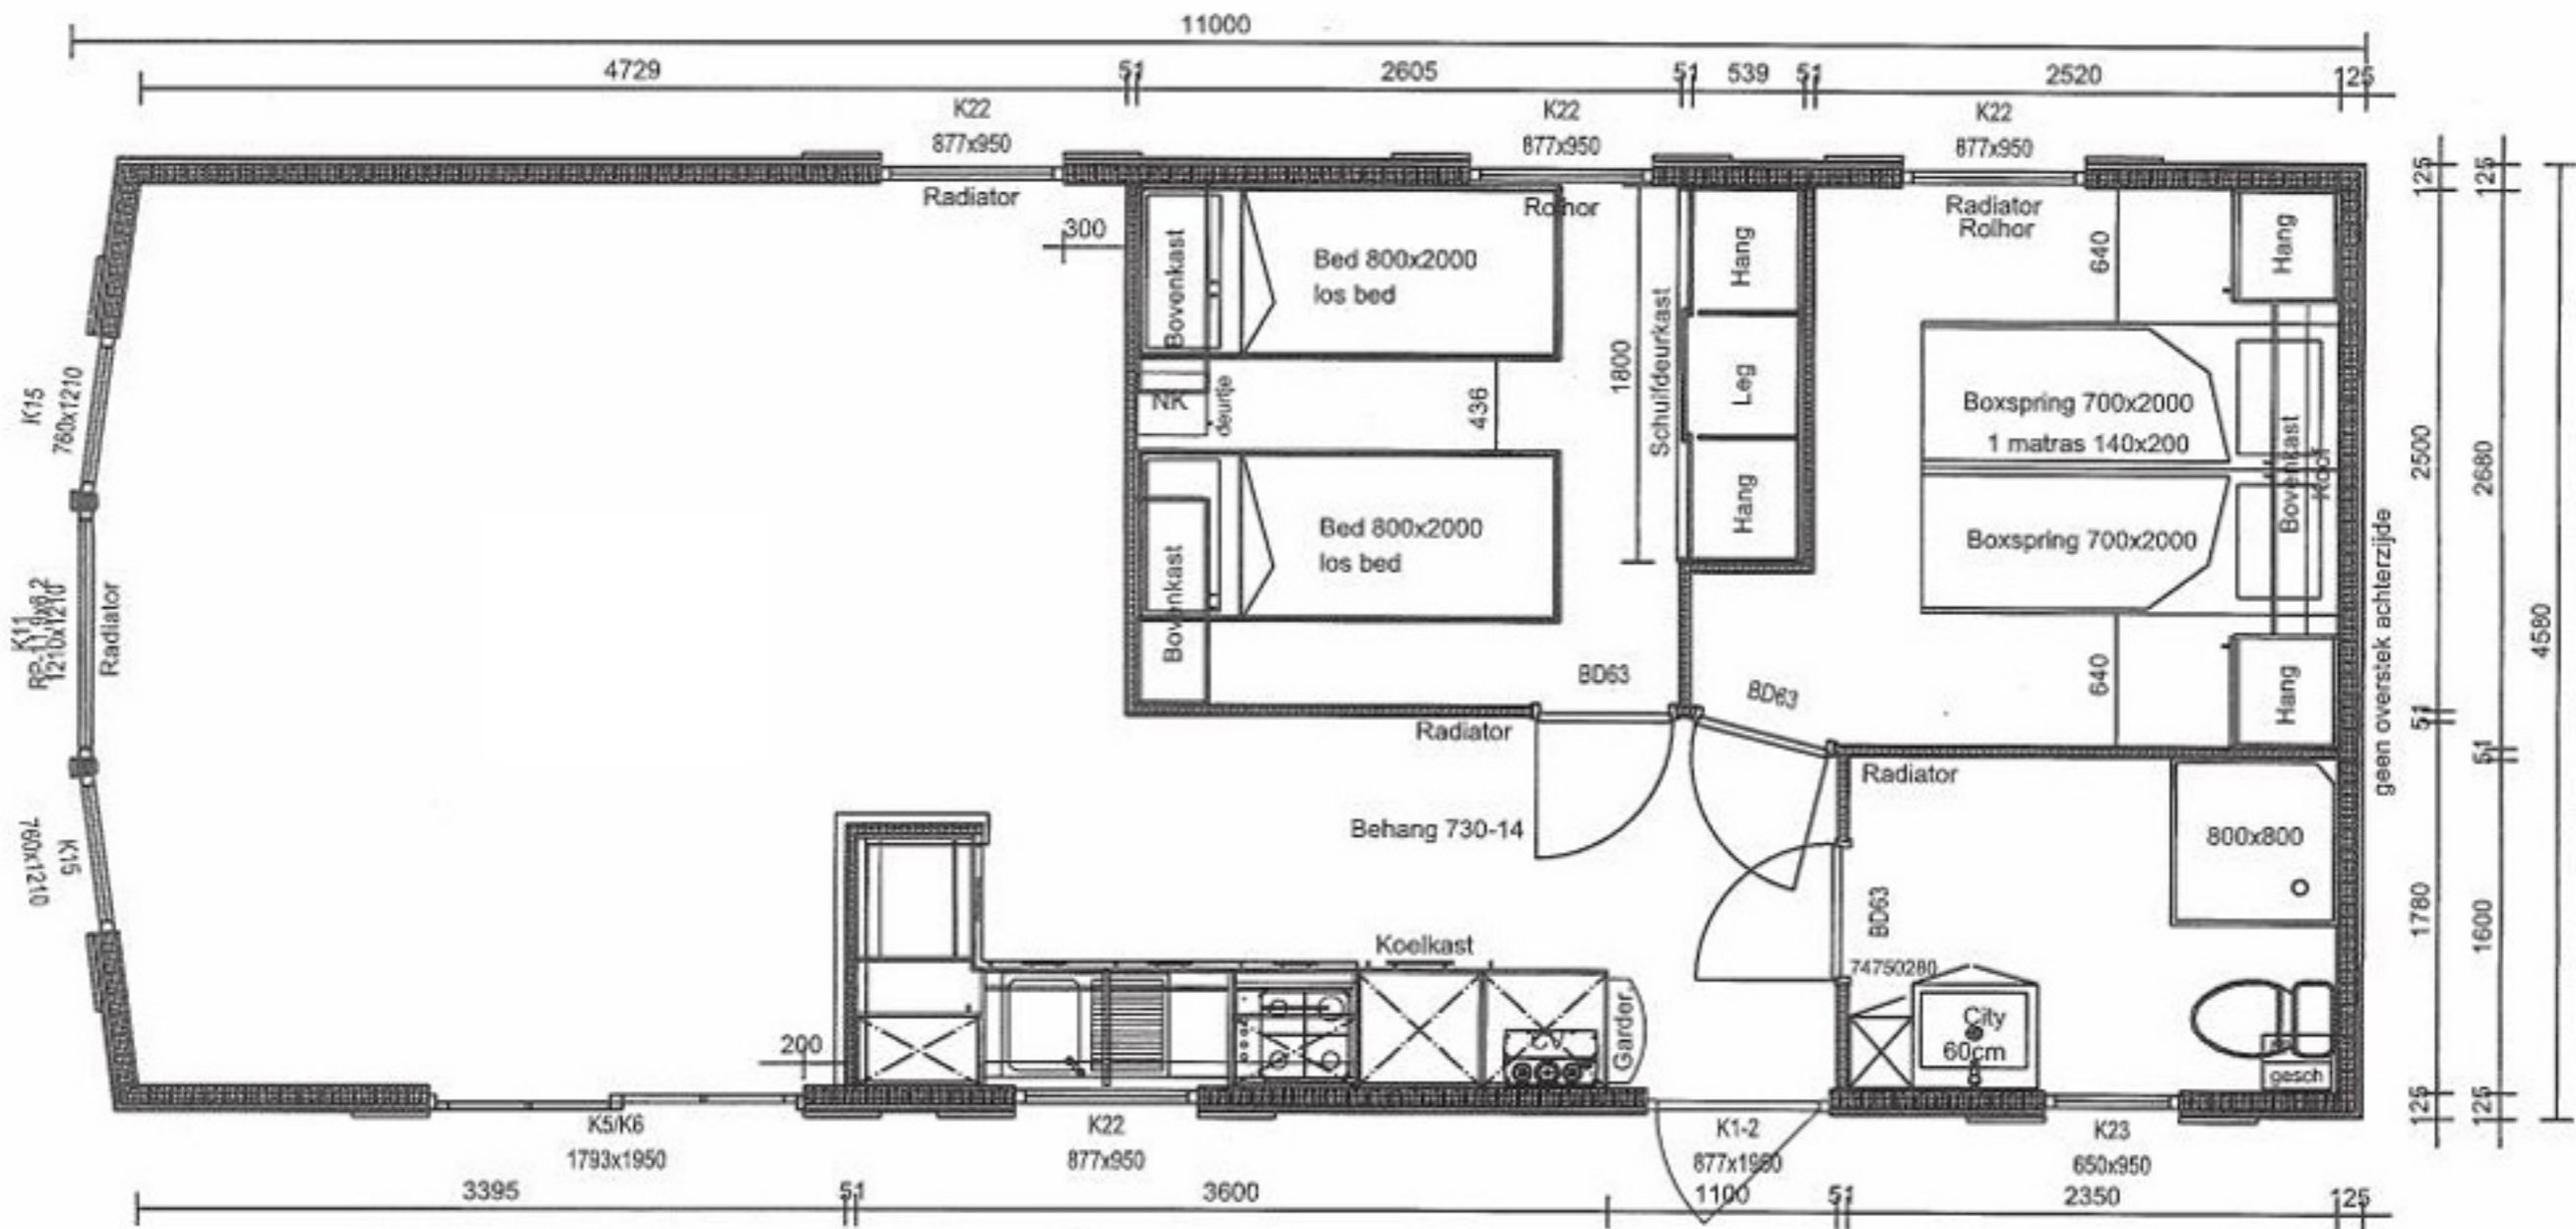 11000
4729 51 2605 51 539 51 2520 125
K22
877x950
K22
877x950
K22
877x950
Radiator
Rolhor
Radiator
Rolhor
300
Bovenkast
Bed 800x2000
los bed
NK
deurtje
436
Bovenkast
Bed 800x2000
los bed
1800
Schuifdeurkast
Hang
Leg
Hang
640
Hang
Boxspring 700x2000
1 matras 140x200
Boxspring 700x2000
Bovenkast
640
Hang
K15
760x1210
K11
1210x1210
Radiator
K15
760x1210
BD63
BD63
Radiator
Radiator
Behang 730-14
800x800
BD63
Koelkast
74750280
City
60cm
Garder
gesch
200
geen overstek achterzijde
125
2500
51
1780
125
125
2680
51
1600
125
4580
K5/K6
1793x1950
K22
877x950
K1-2
877x1950
K23
650x950
3395 51 3600 1100 51 2350 125